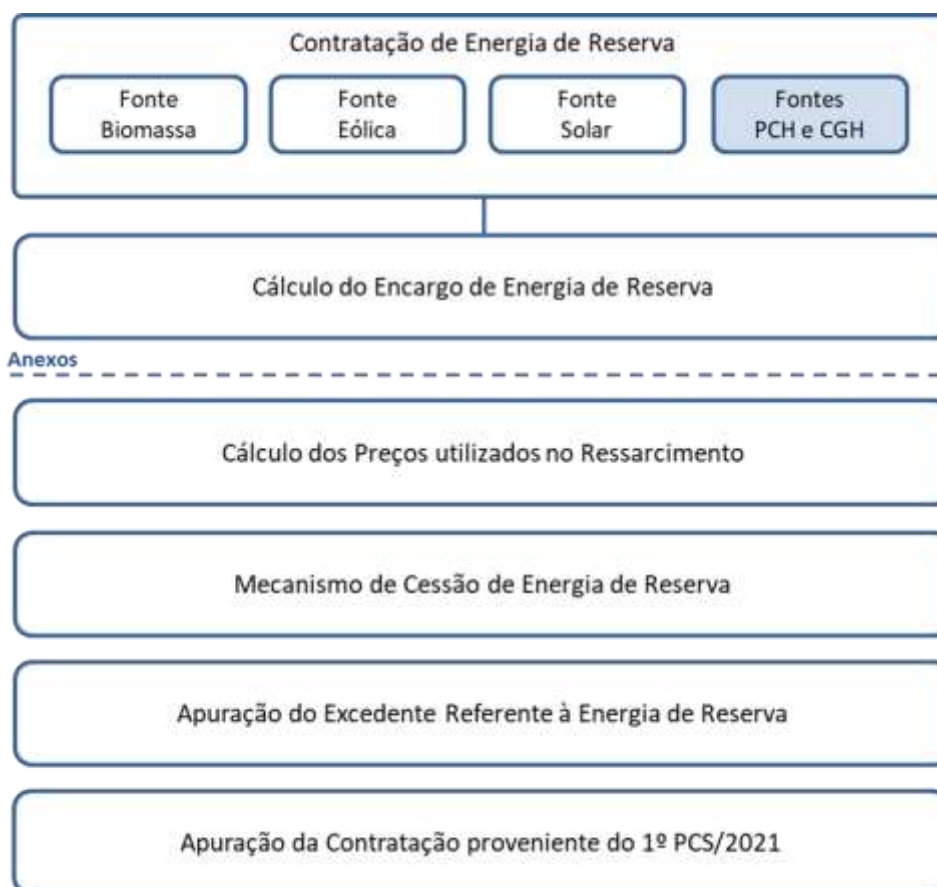 Contratação de Energia de Reserva
Fonte
Biomassa
Fonte
Eólica
Fonte
Solar
Fontes
PCH e CGH
Cálculo do Encargo de Energia de Reserva
Anexos
Cálculo dos Preços utilizados no Ressarcimento
Mecanismo de Cessão de Energia de Reserva
Apuração do Excedente Referente à Energia de Reserva
Apuração da Contratação proveniente do 1º PCS/2021